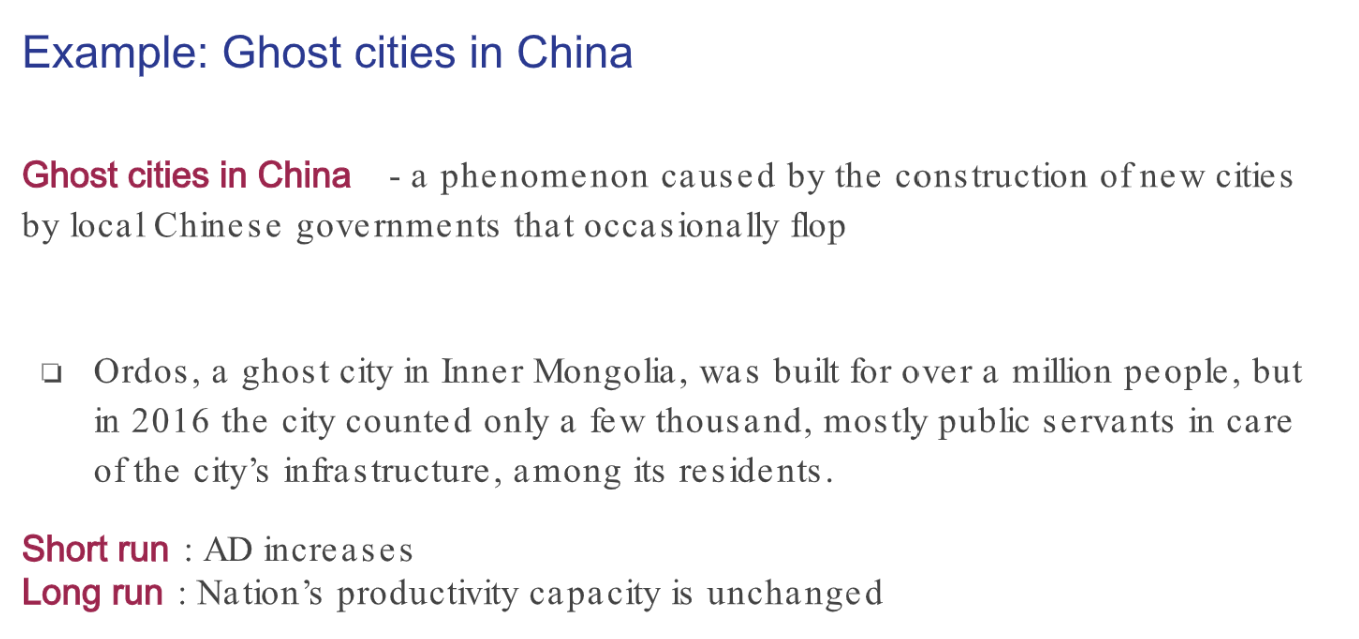 Example: Ghost cities in China
Ghost cities in China - a phenomenon caused by the construction of new cities
by local Chinese governments that occasionally flop
❏ Ordos, a ghost city in Inner Mongolia, was built for over a million people, but
in 2016 the city counted only a few thousand, mostly public servants in care
of the city’s infrastructure, among its residents.
Short run : AD increases
Long run : Nation’s productivity capacity is unchanged